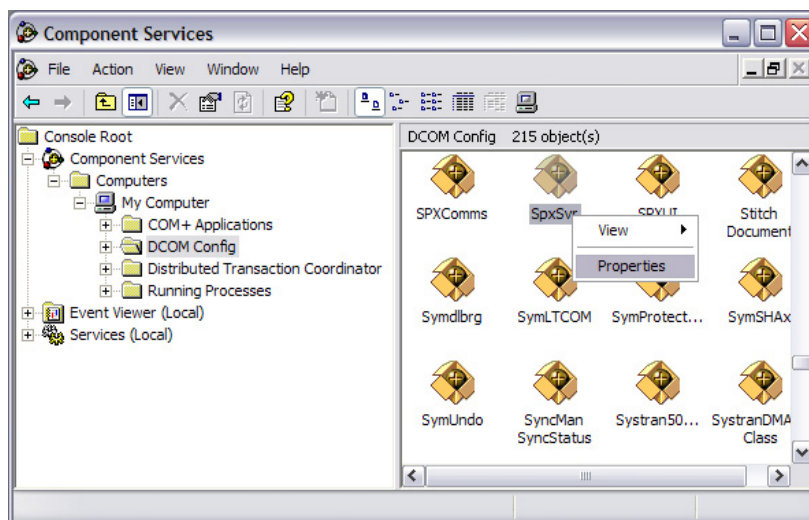 Component Services
File Action View Window Help
Console Root
Component Services
Computers
My Computer
COM+ Applications
DCOM Config
Distributed Transaction Coordinator
Running Processes
Event Viewer (Local)
Services (Local)
DCOM Config 215 object(s)
SPXComms SpxSvr SPXUI Stitch
Document
View
Properties
Symdlbrg SymLTCOM SymProtect... SymSHAx
SymUndo SyncMan Systran50... SystranDMA
SyncStatus Class